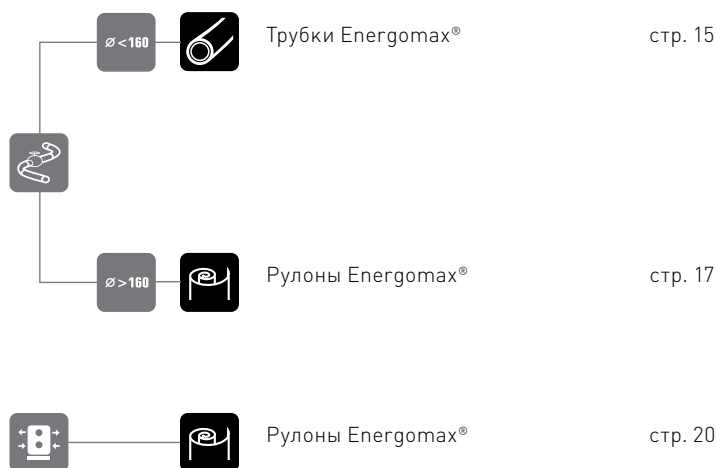 ø<160 Трубки Energomax® стр. 15
ø>160 Рулоны Energomax® стр. 17
Рулоны Energomax® стр. 20